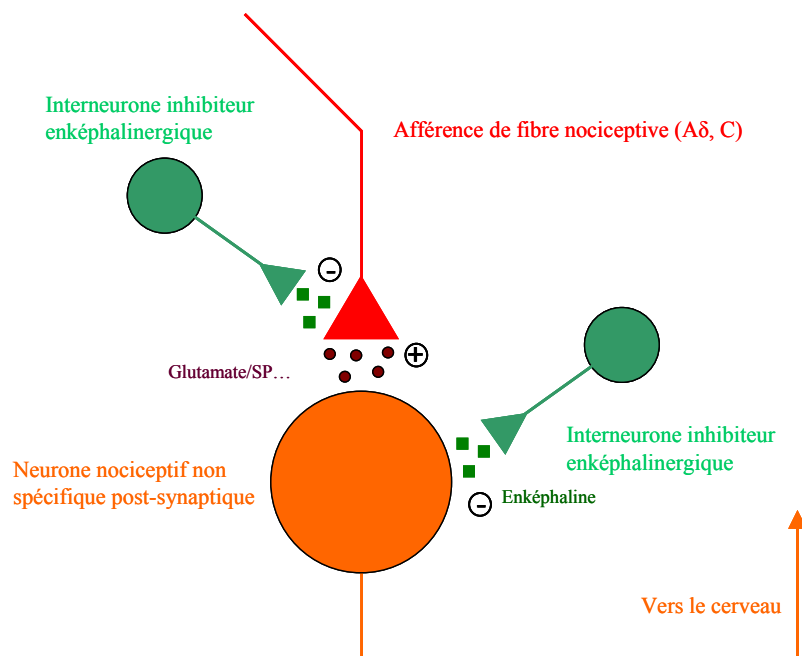 Interneurone inhibiteur
enképhalinergique
Afférence de fibre nociceptive (Aδ, C)
-
+
Glutamate/SP…
Interneurone inhibiteur
enképhalinergique
Neurone nociceptif non
spécifique post-synaptique
-
Enképhaline
Vers le cerveau